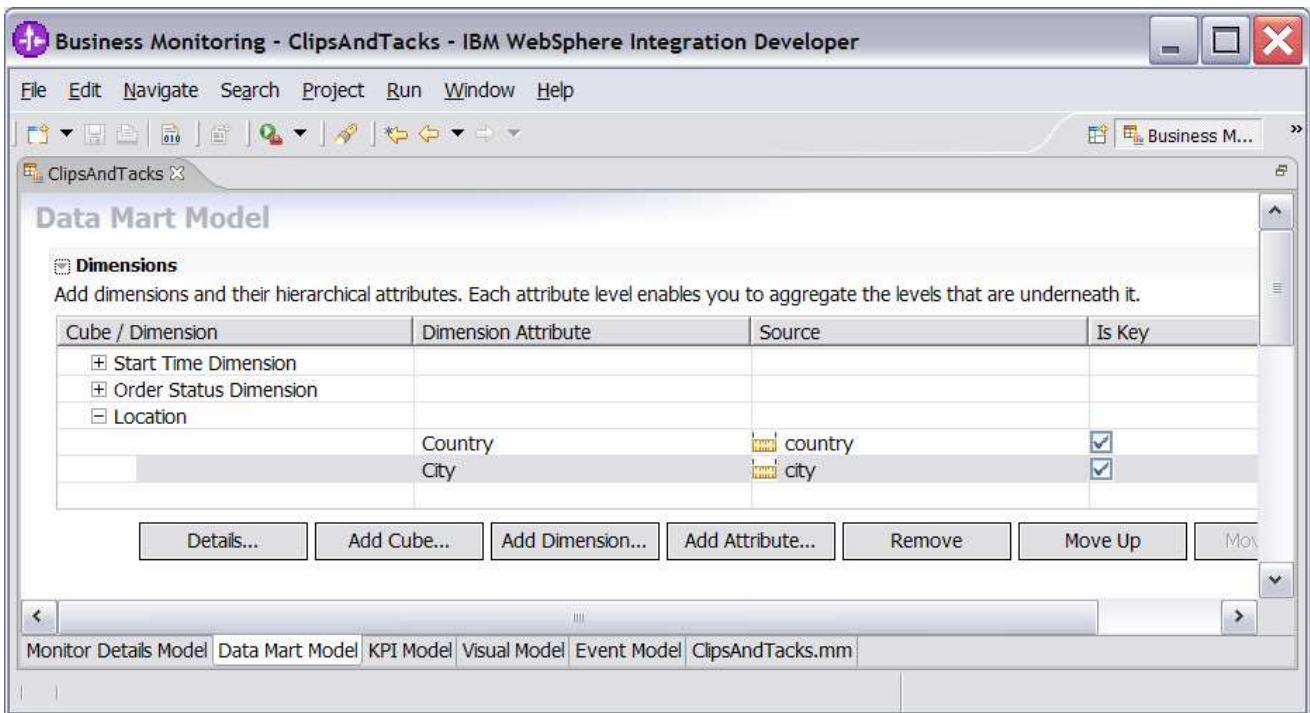 Business Monitoring - ClipsAndTacks - IBM WebSphere Integration Developer
File Edit Navigate Search Project Run Window Help
Business M...
ClipsAndTacks
Data Mart Model
Dimensions
Add dimensions and their hierarchical attributes. Each attribute level enables you to aggregate the levels that are underneath it.
Cube / Dimension Dimension Attribute Source Is Key
Start Time Dimension
Order Status Dimension
Location
Country country
City city
Details... Add Cube... Add Dimension... Add Attribute... Remove Move Up Mov
Monitor Details Model Data Mart Model KPI Model Visual Model Event Model ClipsAndTacks.mm